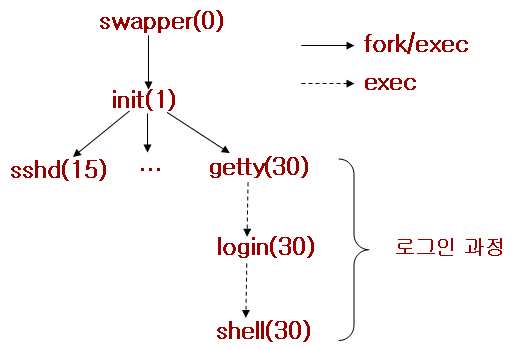 swapper(0)
fork/exec
exec
init(1)
sshd(15)
...
getty(30)
login(30)
로그인 과정
shell(30)